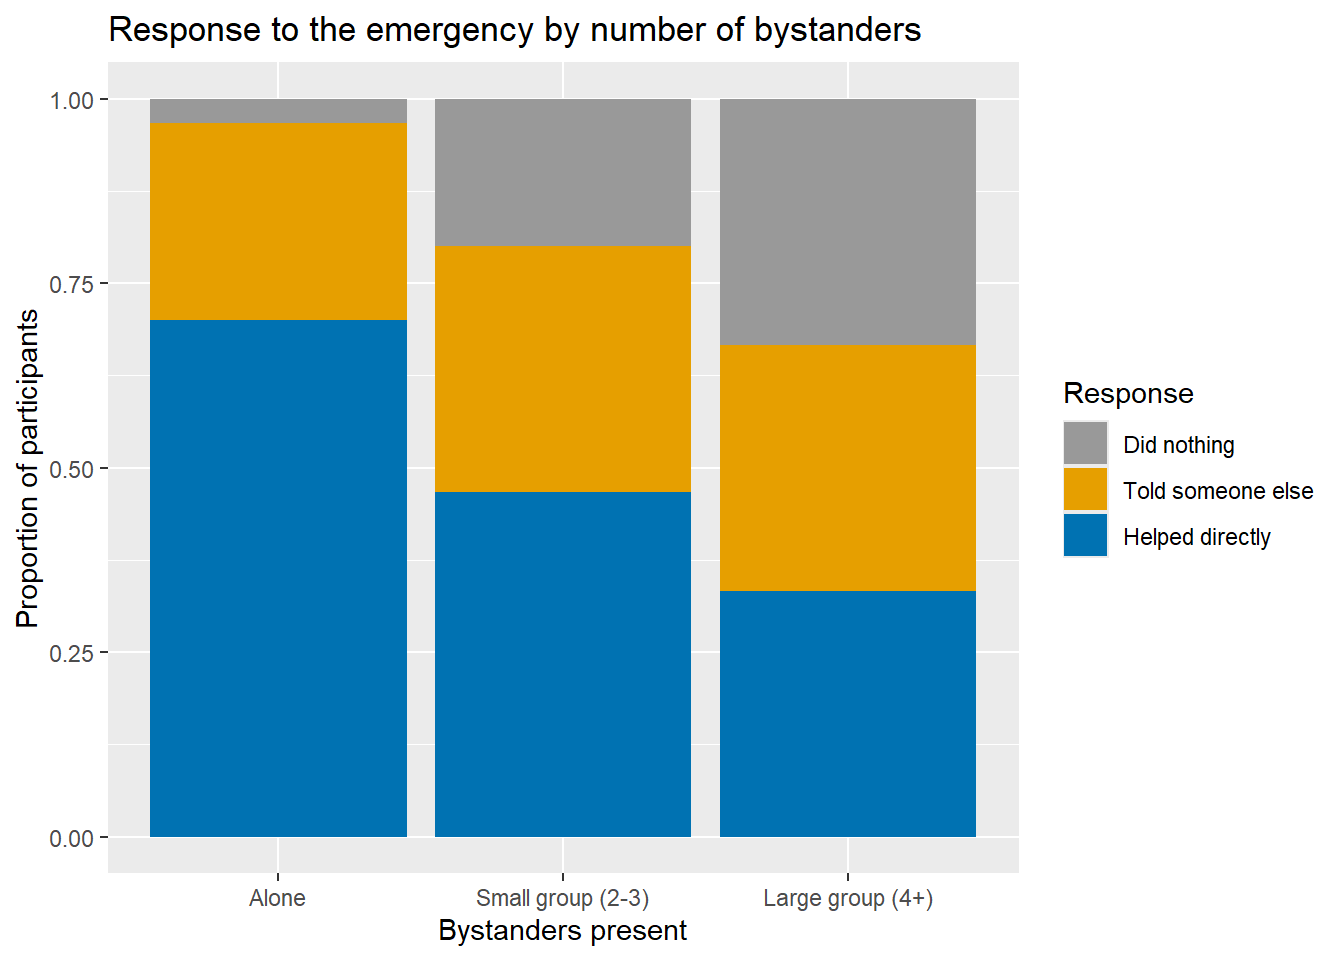 Response to the emergency by number of bystanders
Proportion of participants
1.00
0.75
0.50
0.25
0.00
Alone
Small group (2-3)
Large group (4+)
Bystanders present
Response
Did nothing
Told someone else
Helped directly